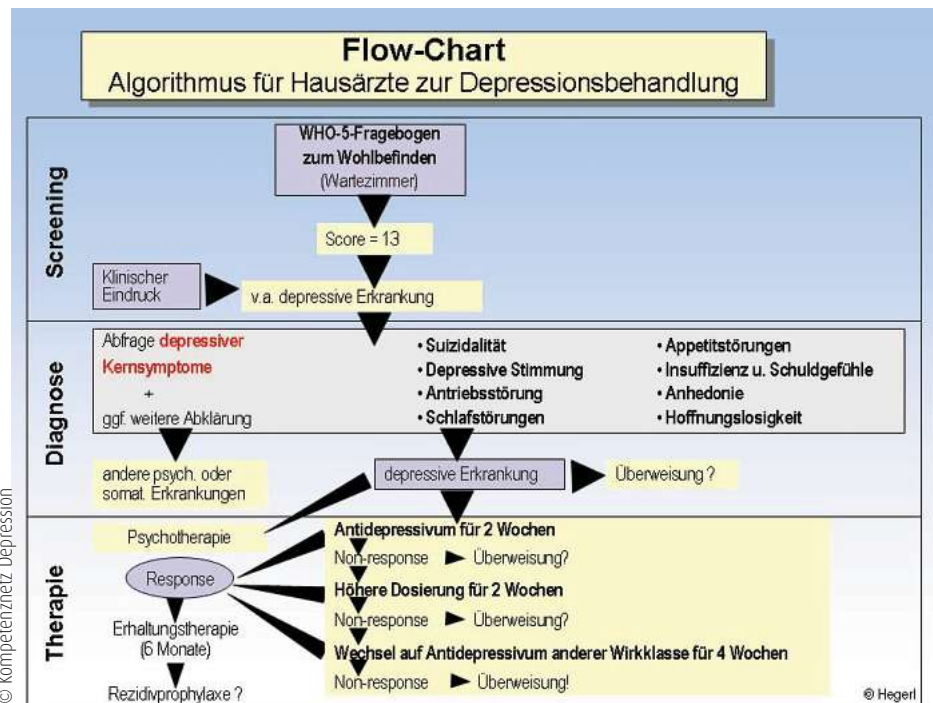 Flow-Chart
Algorithmus für Hausärzte zur Depressionsbehandlung
Screening
WHO-5-Fragebogen
zum Wohlbefinden
(Wartezimmer)
Score = 13
Klinischer
Eindruck
v.a. depressive Erkrankung
Diagnose
Abfrage depressiver
Kernsymptome
+
ggf. weitere Abklärung
• Suizidalität
• Depressive Stimmung
• Antriebsstörung
• Schlafstörungen
• Appetitstörungen
• Insuffizienz u. Schuldgefühle
• Anhedonie
• Hoffnungslosigkeit
andere psych. oder
somat. Erkrankungen
depressive Erkrankung
Überweisung ?
Therapie
Psychotherapie
Response
Erhaltungstherapie
(6 Monate)
Rezidivprophylaxe ?
Antidepressivum für 2 Wochen
Non-response
Überweisung?
Höhere Dosierung für 2 Wochen
Non-response
Überweisung?
Wechsel auf Antidepressivum anderer Wirkklasse für 4 Wochen
Non-response
Überweisung!
© Hegerl
© Kompetenznetz Depression